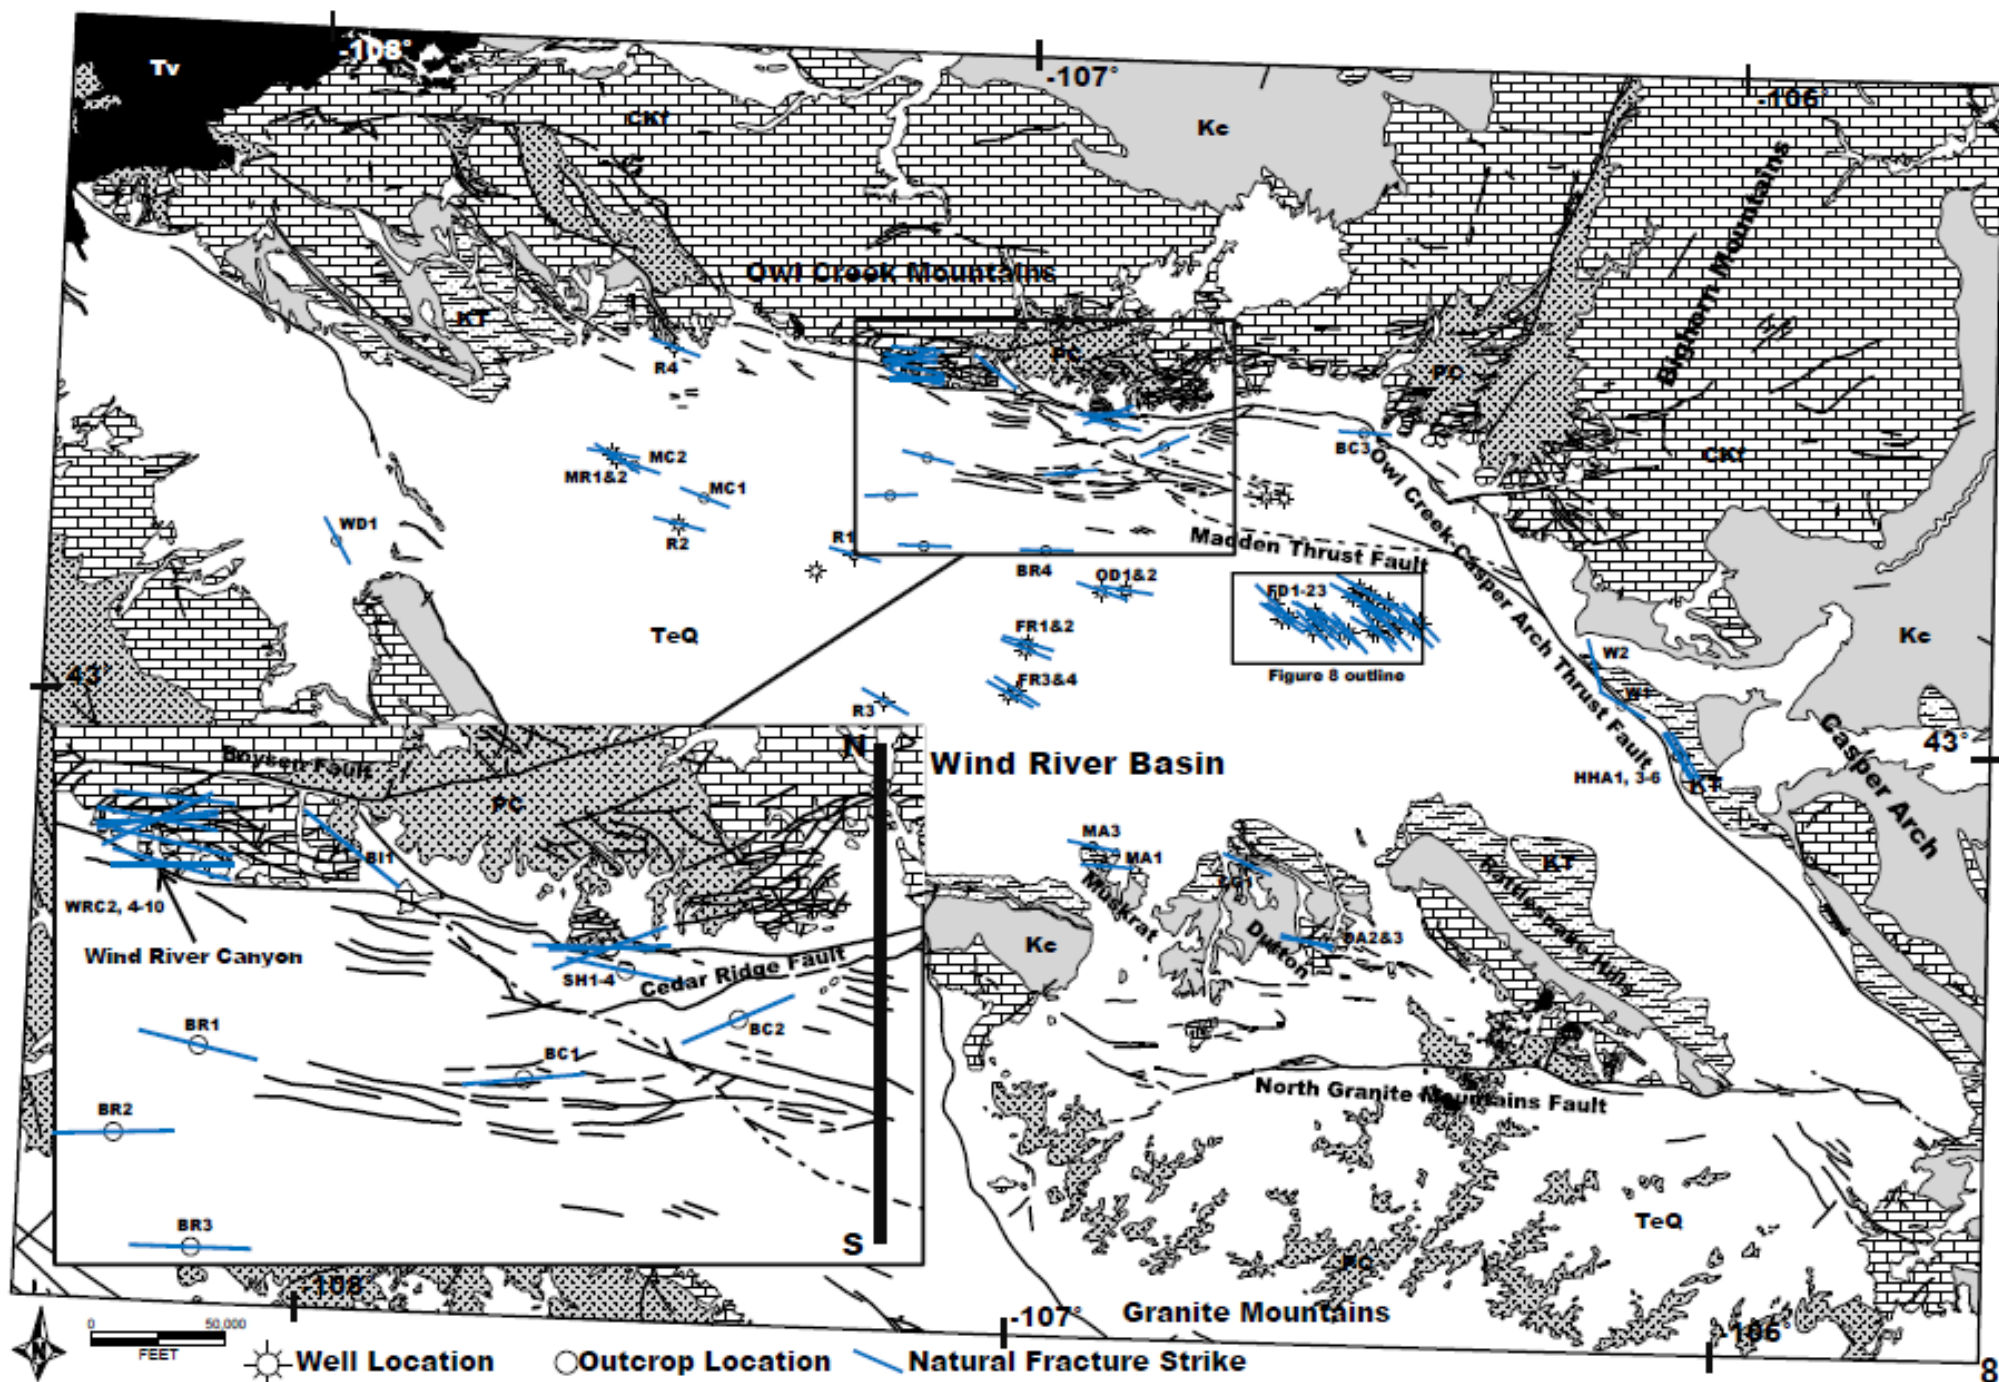 -108°
Tv
-107°
-106°
CKf
Kc
Bighorn Mountains
Owl Creek Mountains
KT
PC
R4
PC
BC3
CKf
MC2
MR1&2
MC1
WD1
R2
R1
Owl Creek-Casper Arch Thrust Fault
Madden Thrust Fault
BR4
OD1&2
FD1-23
TeQ
FR1&2
Kc
W2
Figure 8 outline
43°
FR3&4
W1
R3
Casper Arch
43°
N
Wind River Basin
Boysen Fault
HHA1, 3-6
KT
PC
MA3
MA1
BI1
KT
Muskrat
Rattlesnake Hills
WRC2, 4-10
Dutton
DA2&3
Kc
Wind River Canyon
SH1-4
Cedar Ridge Fault
BR1
BC2
BC1
North Granite Mountains Fault
BR2
BR3
TeQ
S
PC
-108
-107°
Granite Mountains
-106
0 50,000
FEET
N
Well Location
Outcrop Location
Natural Fracture Strike
8